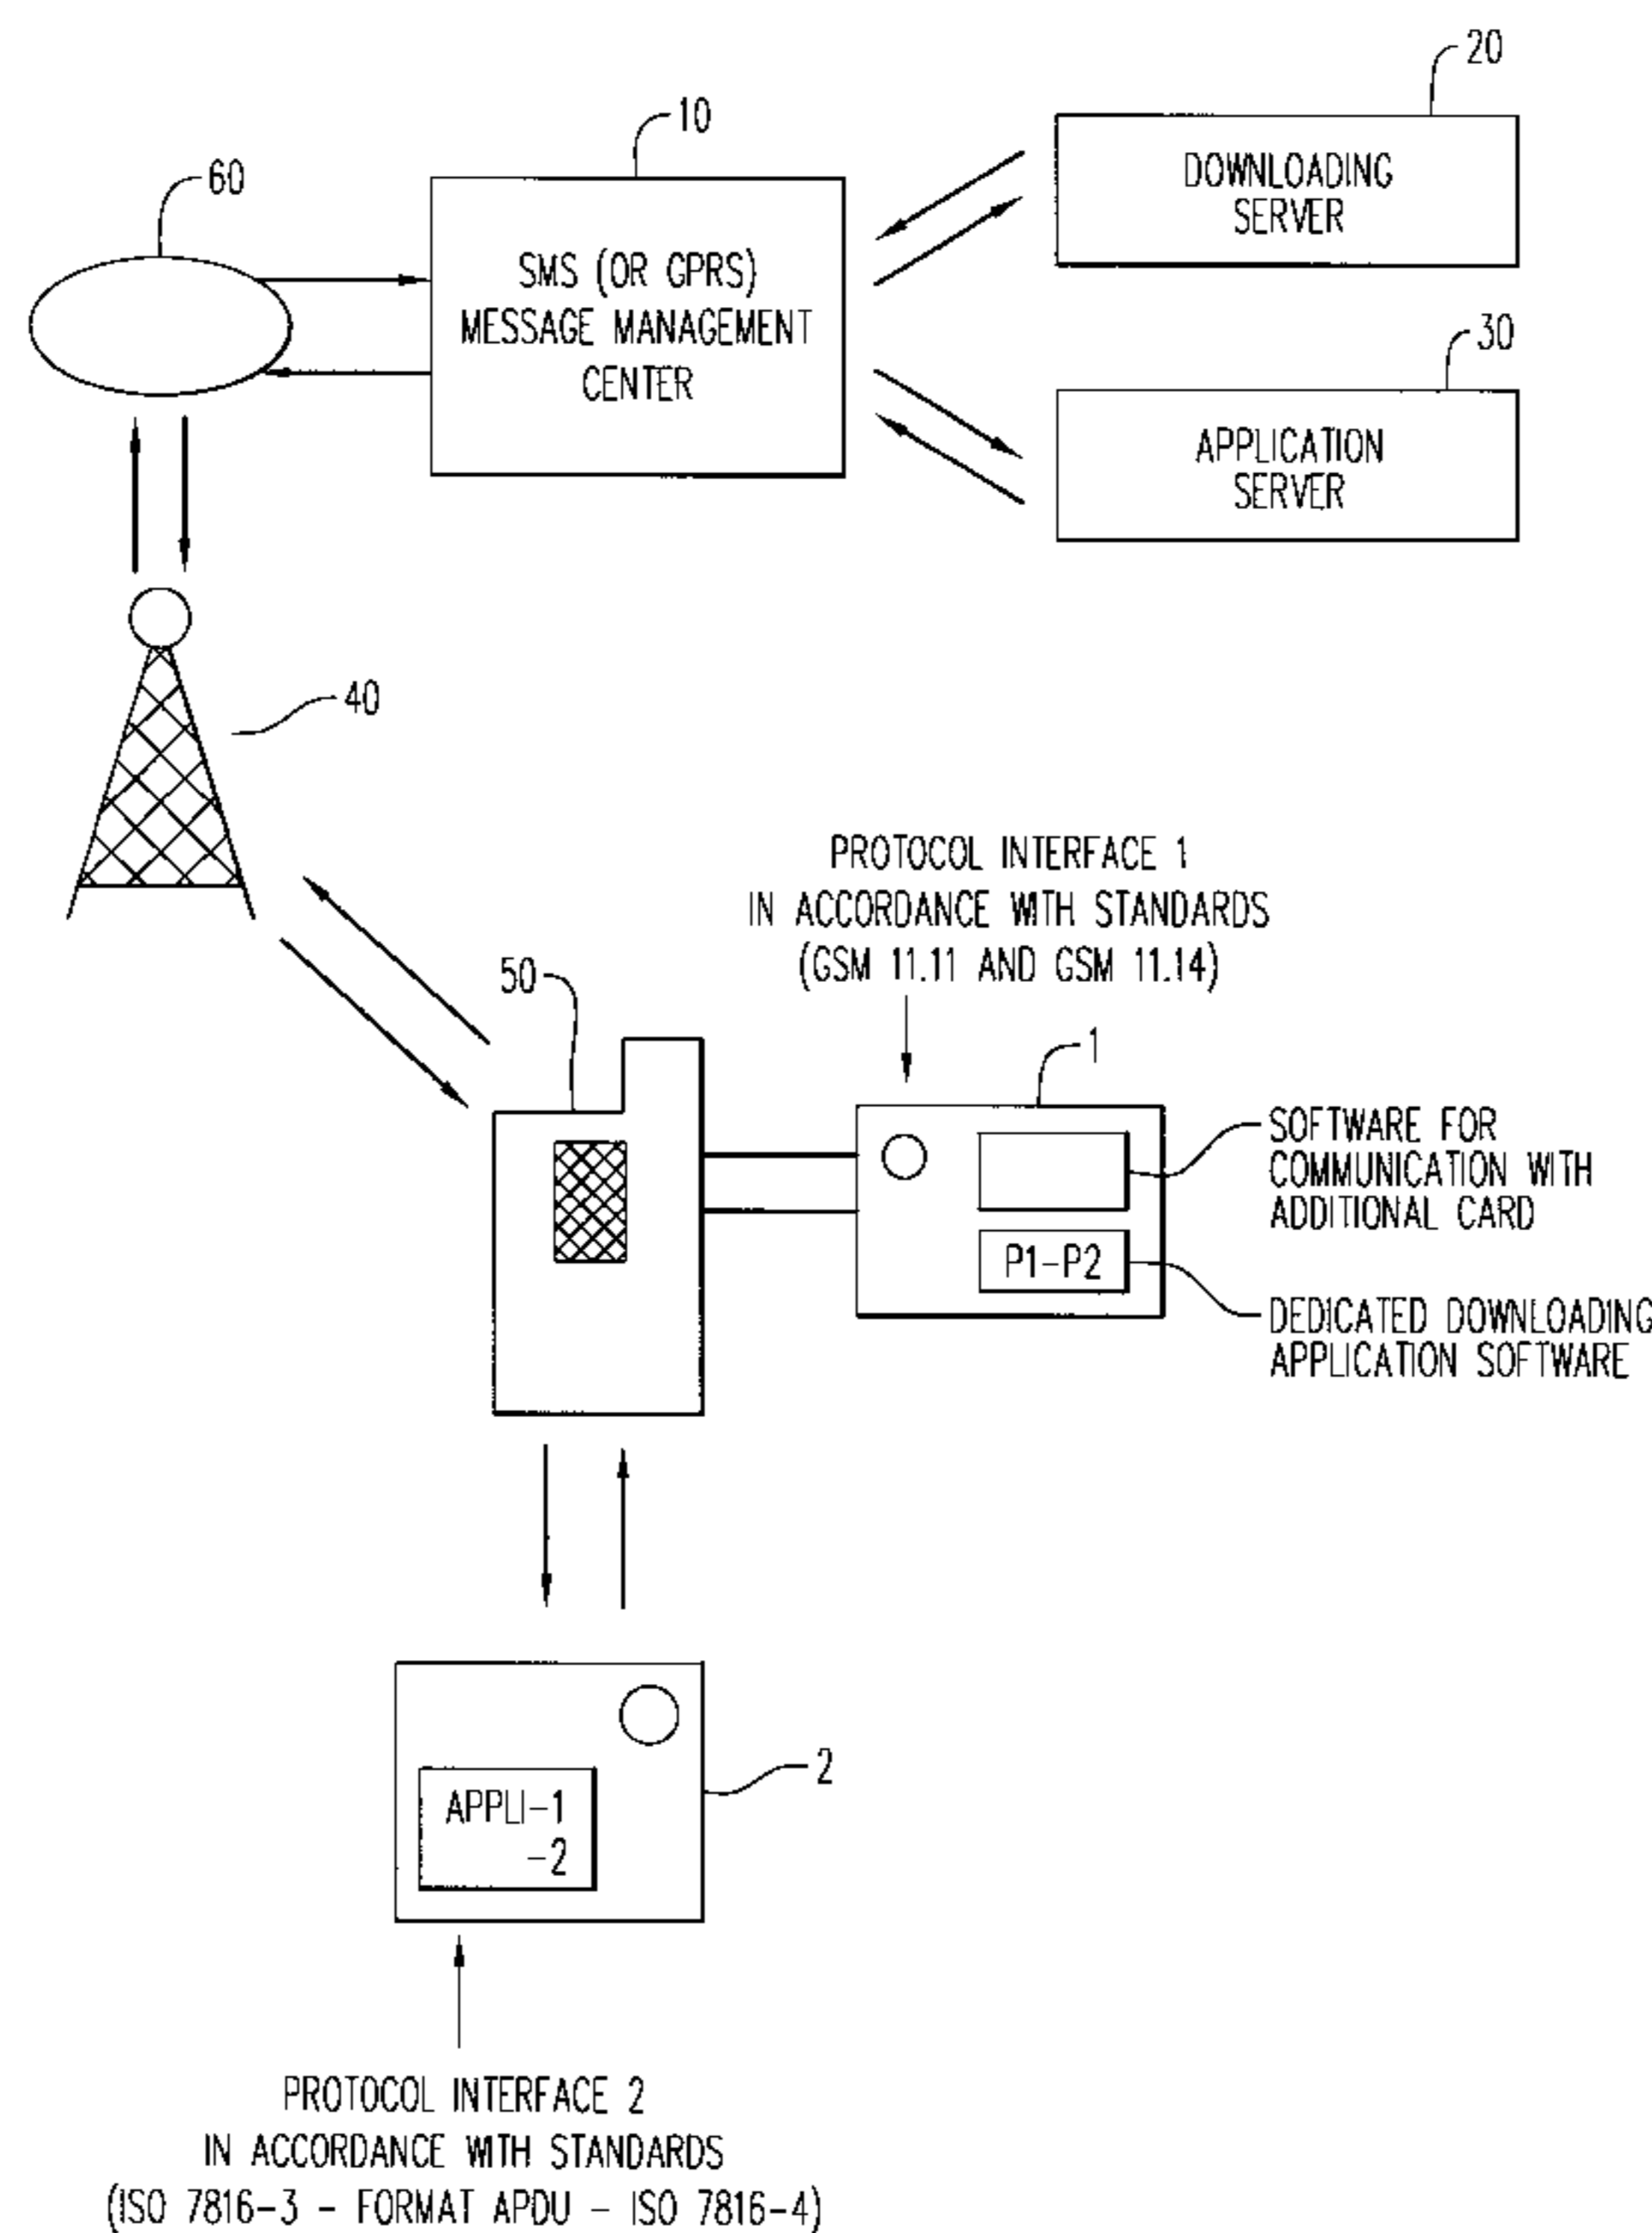 20
10
DOWNLOADING
SERVER
60
SMS (OR GPRS)
MESSAGE MANAGEMENT
CENTER
30
APPLICATION
SERVER
40
PROTOCOL INTERFACE 1
IN ACCORDANCE WITH STANDARDS
(GSM 11.11 AND GSM 11.14)
50
1
SOFTWARE FOR
COMMUNICATION WITH
ADDITIONAL CARD
P1-P2
DEDICATED DOWNLOADING
APPLICATION SOFTWARE
2
APPLI-1
-2
PROTOCOL INTERFACE 2
IN ACCORDANCE WITH STANDARDS
(ISO 7816-3 - FORMAT APDU - ISO 7816-4)